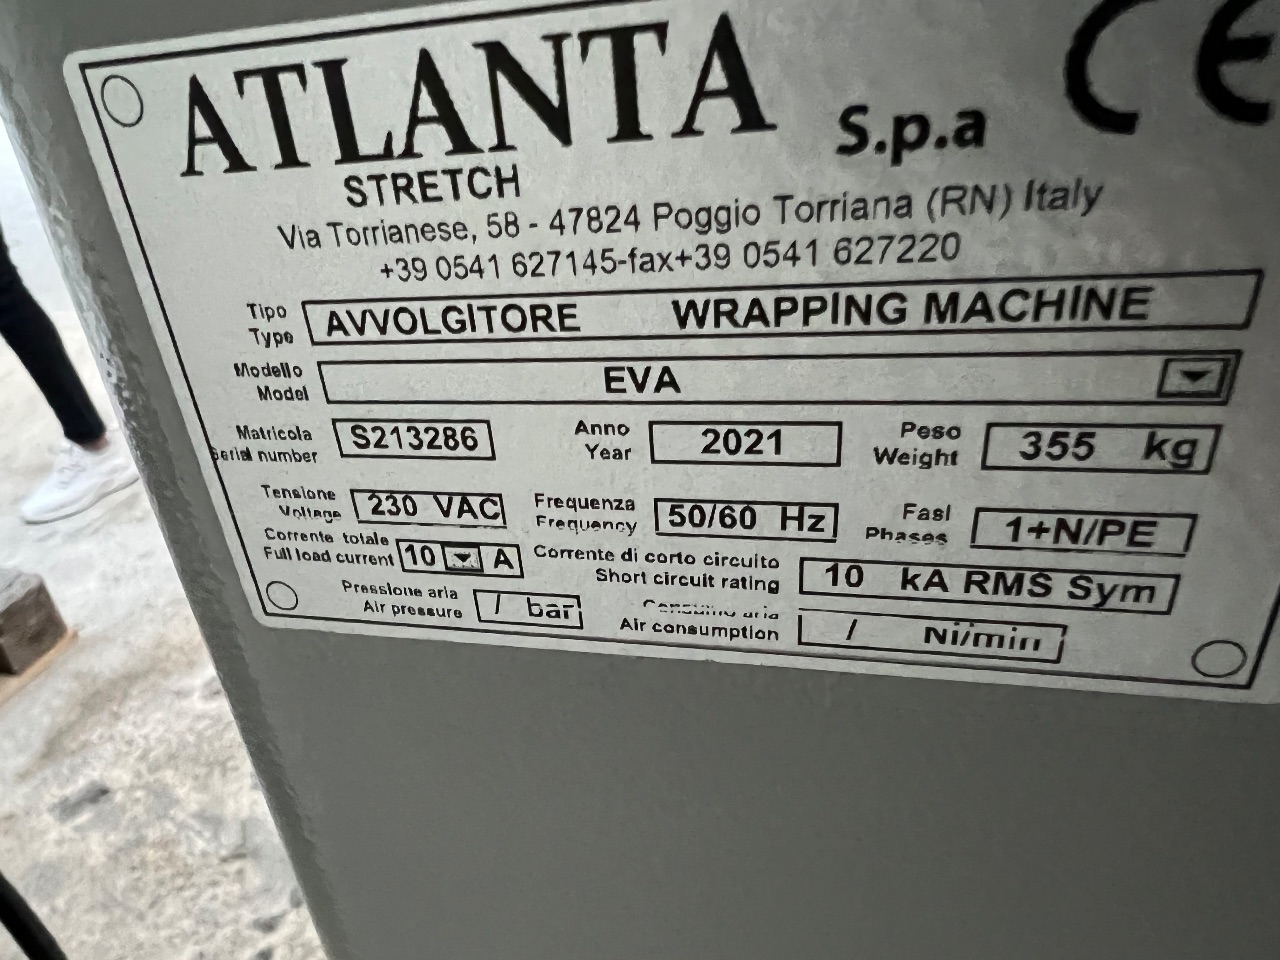 ATLANTA
STRETCH
S.p.a
CE
Via Torrianese, 58 - 47824 Poggio Torriana (RN) Italy
+39 0541 627145-fax+39 0541 627220
Tipo
Type
AVVOLGITORE WRAPPING MACHINE
Modello
Model
EVA
Matricola
Serial number
S213286
Anno
Year
2021
Peso
Weight
355 kg
Tensione
Voltage
230 VAC
Frequenza
Frequency
50/60 Hz
Fasi
Phases
1+N/PE
Corrente totale
Full load current
10 A
Corrente di corto circuito
Short circuit rating
10 kA RMS Sym
Pressione aria
Air pressure
/ bar
Consumo aria
Air consumption
/ Nl/min